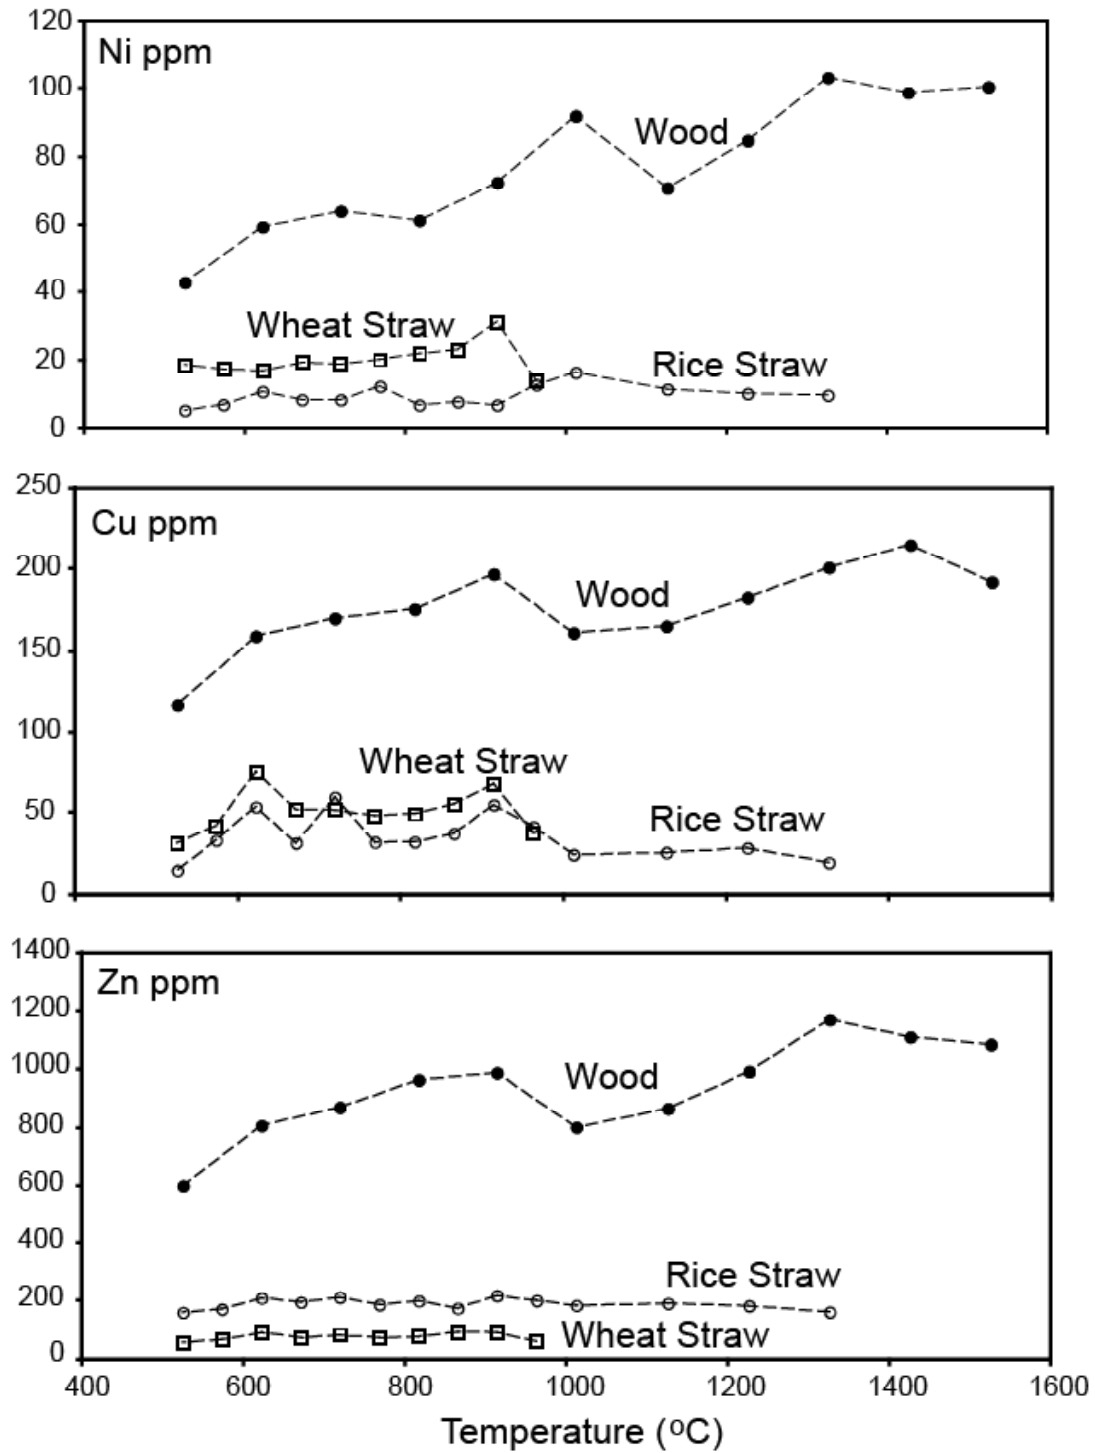 120
Ni ppm
100
Wood
80
60
40
Wheat Straw
20
Rice Straw
0
250
Cu ppm
200
Wood
150
100
Wheat Straw
50
Rice Straw
0
1400
Zn ppm
1200
1000
Wood
800
600
400
Rice Straw
200
Wheat Straw
0
400 600 800 1000 1200 1400 1600
Temperature (°C)